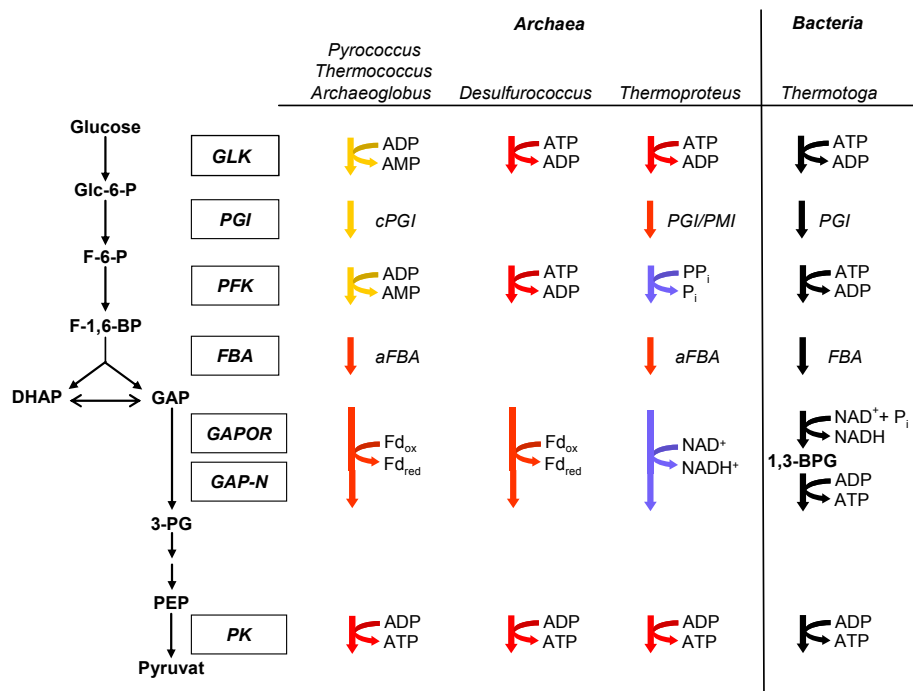 Archaea
Bacteria
Pyrococcus
Thermococcus
Archaeoglobus
Desulfurococcus
Thermoproteus
Thermotoga
Glucose
GLK
ADP
AMP
ATP
ADP
ATP
ADP
ATP
ADP
Glc-6-P
PGI
cPGI
PGI/PMI
PGI
F-6-P
PFK
ADP
AMP
ATP
ADP
PPi
Pi
ATP
ADP
F-1,6-BP
FBA
aFBA
aFBA
FBA
DHAP
GAP
GAPOR
GAP-N
Fdox
Fdred
Fdox
Fdred
NAD+
NADH+
NAD++ Pi
NADH
1,3-BPG
ADP
ATP
3-PG
PEP
PK
ADP
ATP
ADP
ATP
ADP
ATP
ADP
ATP
Pyruvat